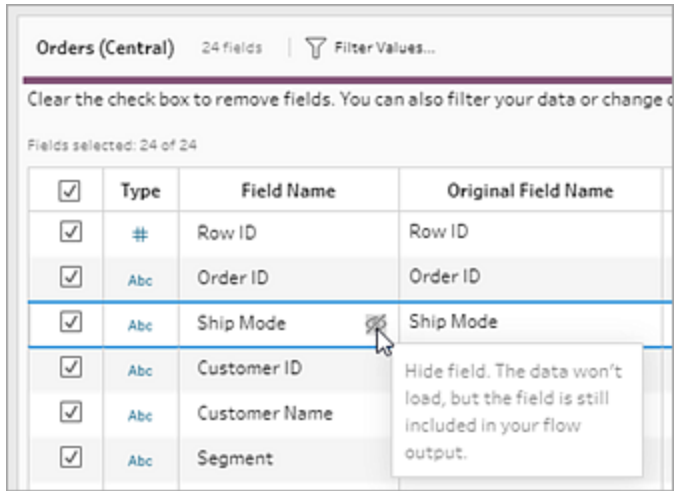 Orders (Central) 24 fields Filter Values...
Clear the check box to remove fields. You can also filter your data or change
Fields selected: 24 of 24
Type Field Name Original Field Name
# Row ID Row ID
Abc Order ID Order ID
Abc Ship Mode Ship Mode
Abc Customer ID
Abc Customer Name
Abc Segment
Hide field. The data won't
load, but the field is still
included in your flow
output.